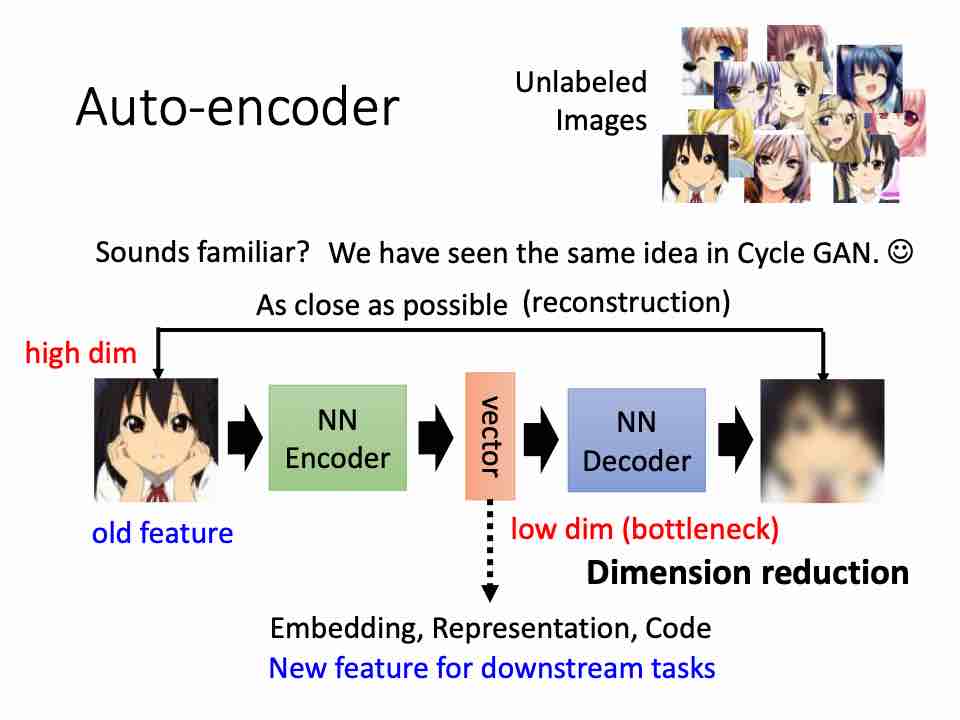 Auto-encoder
Unlabeled
Images
Sounds familiar?
We have seen the same idea in Cycle GAN. ☺
As close as possible (reconstruction)
high dim
NN
Encoder
vector
NN
Decoder
old feature
low dim (bottleneck)
Dimension reduction
Embedding, Representation, Code
New feature for downstream tasks